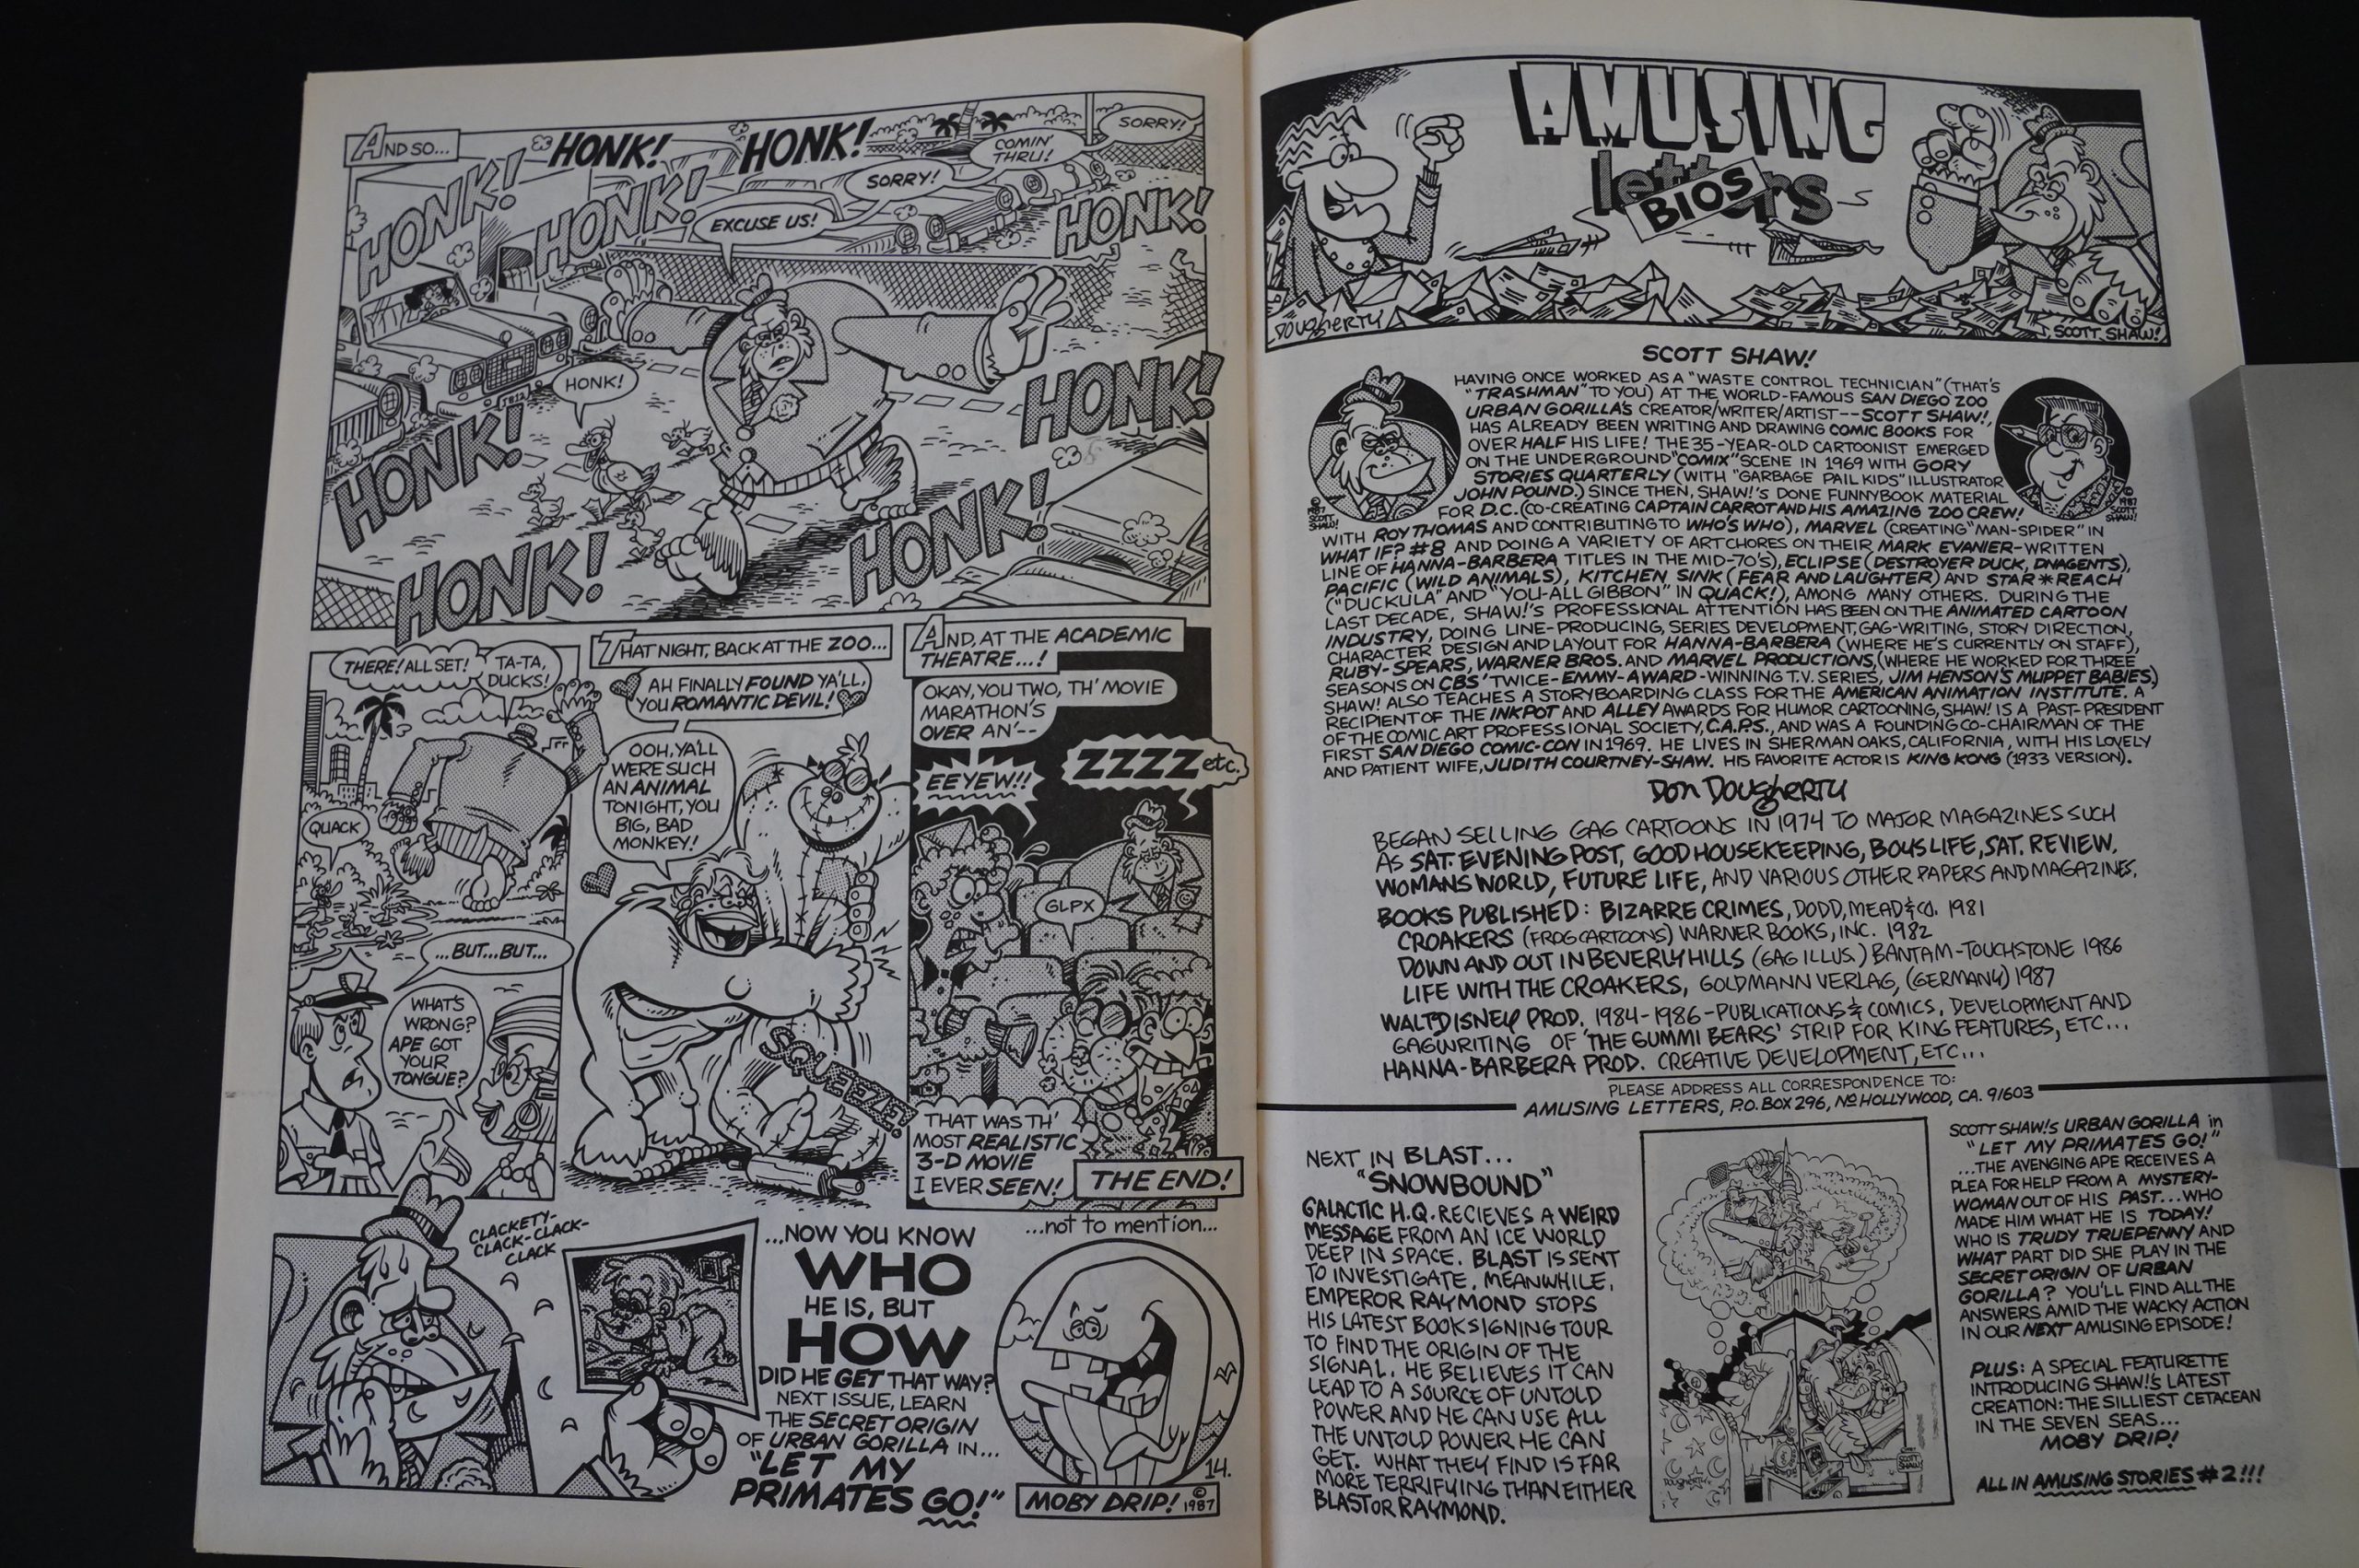 AND SO...
HONK!
HONK!
SORRY!
COMIN'
THRU!
SORRY!
EXCUSE US!
HONK!
HONK!
HONK!
HONK!
HONK!
HONK!
HONK!
HONK!
THERE! ALL SET!
TA-TA,
DUCKS!
QUACK
...BUT...BUT...
WHAT'S
WRONG?
APE GOT
YOUR
TONGUE?
THAT NIGHT, BACK AT THE ZOO...
AH FINALLY FOUND YA'LL,
YOU ROMANTIC DEVIL!
OOH, YA'LL
WERE SUCH
AN ANIMAL
TONIGHT, YOU
BIG, BAD
MONKEY!
SQUEEZE!
AND, AT THE ACADEMIC
THEATRE...!
OKAY, YOU TWO, TH' MOVIE
MARATHON'S
OVER AN'--
EEYEW!!
ZZZZ etc.
GLPX
THAT WAS TH'
MOST REALISTIC
3-D MOVIE
I EVER SEEN!
THE END!
CLACKETY-
CLACK-CLACK-
CLACK
...NOW YOU KNOW
WHO
HE IS, BUT
HOW
DID HE GET THAT WAY?
NEXT ISSUE, LEARN
THE SECRET ORIGIN
OF URBAN GORILLA IN...
"LET MY
PRIMATES GO!"
...not to mention...
14.
MOBY DRIP! © 1987
AMUSING
letters
BIOS
DOUGHERTY
SCOTT SHAW!
SCOTT SHAW!
HAVING ONCE WORKED AS A "WASTE CONTROL TECHNICIAN" (THAT'S
"TRASHMAN" TO YOU) AT THE WORLD-FAMOUS SAN DIEGO ZOO
URBAN GORILLA'S CREATOR/WRITER/ARTIST--SCOTT SHAW!,
HAS ALREADY BEEN WRITING AND DRAWING COMIC BOOKS FOR
OVER HALF HIS LIFE! THE 35-YEAR-OLD CARTOONIST EMERGED
ON THE UNDERGROUND "COMIX" SCENE IN 1969 WITH GORY
STORIES QUARTERLY (WITH "GARBAGE PAIL KIDS" ILLUSTRATOR
JOHN POUND.) SINCE THEN, SHAW!'S DONE FUNNYBOOK MATERIAL
FOR D.C. (CO-CREATING CAPTAIN CARROT AND HIS AMAZING ZOO CREW!
WITH ROY THOMAS AND CONTRIBUTING TO WHO'S WHO), MARVEL (CREATING "MAN-SPIDER" IN
WHAT IF? #8 AND DOING A VARIETY OF ART CHORES ON THEIR MARK EVANIER-WRITTEN
LINE OF HANNA-BARBERA TITLES IN THE MID-70'S), ECLIPSE (DESTROYER DUCK, DNAGENTS),
PACIFIC (WILD ANIMALS), KITCHEN SINK (FEAR AND LAUGHTER) AND STAR*REACH
("DUCKULA" AND "YOU-ALL GIBBON" IN QUACK!), AMONG MANY OTHERS. DURING THE
LAST DECADE, SHAW!'S PROFESSIONAL ATTENTION HAS BEEN ON THE ANIMATED CARTOON
INDUSTRY, DOING LINE-PRODUCING, SERIES DEVELOPMENT, GAG-WRITING, STORY DIRECTION,
CHARACTER DESIGN AND LAYOUT FOR HANNA-BARBERA (WHERE HE'S CURRENTLY ON STAFF),
RUBY-SPEARS, WARNER BROS. AND MARVEL PRODUCTIONS, (WHERE HE WORKED FOR THREE
SEASONS ON CBS' TWICE-EMMY-AWARD-WINNING T.V. SERIES, JIM HENSON'S MUPPET BABIES.)
SHAW! ALSO TEACHES A STORYBOARDING CLASS FOR THE AMERICAN ANIMATION INSTITUTE. A
RECIPIENT OF THE INKPOT AND ALLEY AWARDS FOR HUMOR CARTOONING, SHAW! IS A PAST-PRESIDENT
OF THE COMIC ART PROFESSIONAL SOCIETY, C.A.P.S., AND WAS A FOUNDING CO-CHAIRMAN OF THE
FIRST SAN DIEGO COMIC-CON IN 1969. HE LIVES IN SHERMAN OAKS, CALIFORNIA, WITH HIS LOVELY
AND PATIENT WIFE, JUDITH COURTNEY-SHAW. HIS FAVORITE ACTOR IS KING KONG (1933 VERSION).
© 1987 SCOTT SHAW!
© 1987 SCOTT SHAW!
DON DOUGHERTY
BEGAN SELLING GAG CARTOONS IN 1974 TO MAJOR MAGAZINES SUCH
AS SAT. EVENING POST, GOOD HOUSEKEEPING, BOYS LIFE, SAT. REVIEW,
WOMANS WORLD, FUTURE LIFE, AND VARIOUS OTHER PAPERS AND MAGAZINES.
BOOKS PUBLISHED: BIZARRE CRIMES, DODD, MEAD & CO. 1981
CROAKERS (FROG CARTOONS) WARNER BOOKS, INC. 1982
DOWN AND OUT IN BEVERLY HILLS (GAG ILLUS.) BANTAM-TOUCHSTONE 1986
LIFE WITH THE CROAKERS, GOLDMANN VERLAG, (GERMANY) 1987
WALT DISNEY PROD. 1984-1986-PUBLICATIONS & COMICS, DEVELOPMENT AND
GAGWRITING OF 'THE GUMMI BEARS' STRIP FOR KING FEATURES, ETC...
HANNA-BARBERA PROD. CREATIVE DEVELOPMENT, ETC...
PLEASE ADDRESS ALL CORRESPONDENCE TO:
AMUSING LETTERS, P.O. BOX 296, NO HOLLYWOOD, CA. 91603
NEXT IN BLAST...
"SNOWBOUND"
GALACTIC H.Q. RECIEVES A WEIRD
MESSAGE FROM AN ICE WORLD
DEEP IN SPACE. BLAST IS SENT
TO INVESTIGATE. MEANWHILE,
EMPEROR RAYMOND STOPS
HIS LATEST BOOK SIGNING TOUR
TO FIND THE ORIGIN OF THE
SIGNAL. HE BELIEVES IT CAN
LEAD TO A SOURCE OF UNTOLD
POWER AND HE CAN USE ALL
THE UNTOLD POWER HE CAN
GET. WHAT THEY FIND IS FAR
MORE TERRIFYING THAN EITHER
BLAST OR RAYMOND.
SCOTT SHAW!'s URBAN GORILLA in
"LET MY PRIMATES GO!"
...THE AVENGING APE RECEIVES A
PLEA FOR HELP FROM A MYSTERY-
WOMAN OUT OF HIS PAST...WHO
MADE HIM WHAT HE IS TODAY!
WHO IS TRUDY TRUEPENNY AND
WHAT PART DID SHE PLAY IN THE
SECRET ORIGIN OF URBAN
GORILLA? YOU'LL FIND ALL THE
ANSWERS AMID THE WACKY ACTION
IN OUR NEXT AMUSING EPISODE!
PLUS: A SPECIAL FEATURETTE
INTRODUCING SHAW!'S LATEST
CREATION: THE SILLIEST CETACEAN
IN THE SEVEN SEAS...
MOBY DRIP!
ALL IN AMUSING STORIES #2!!!